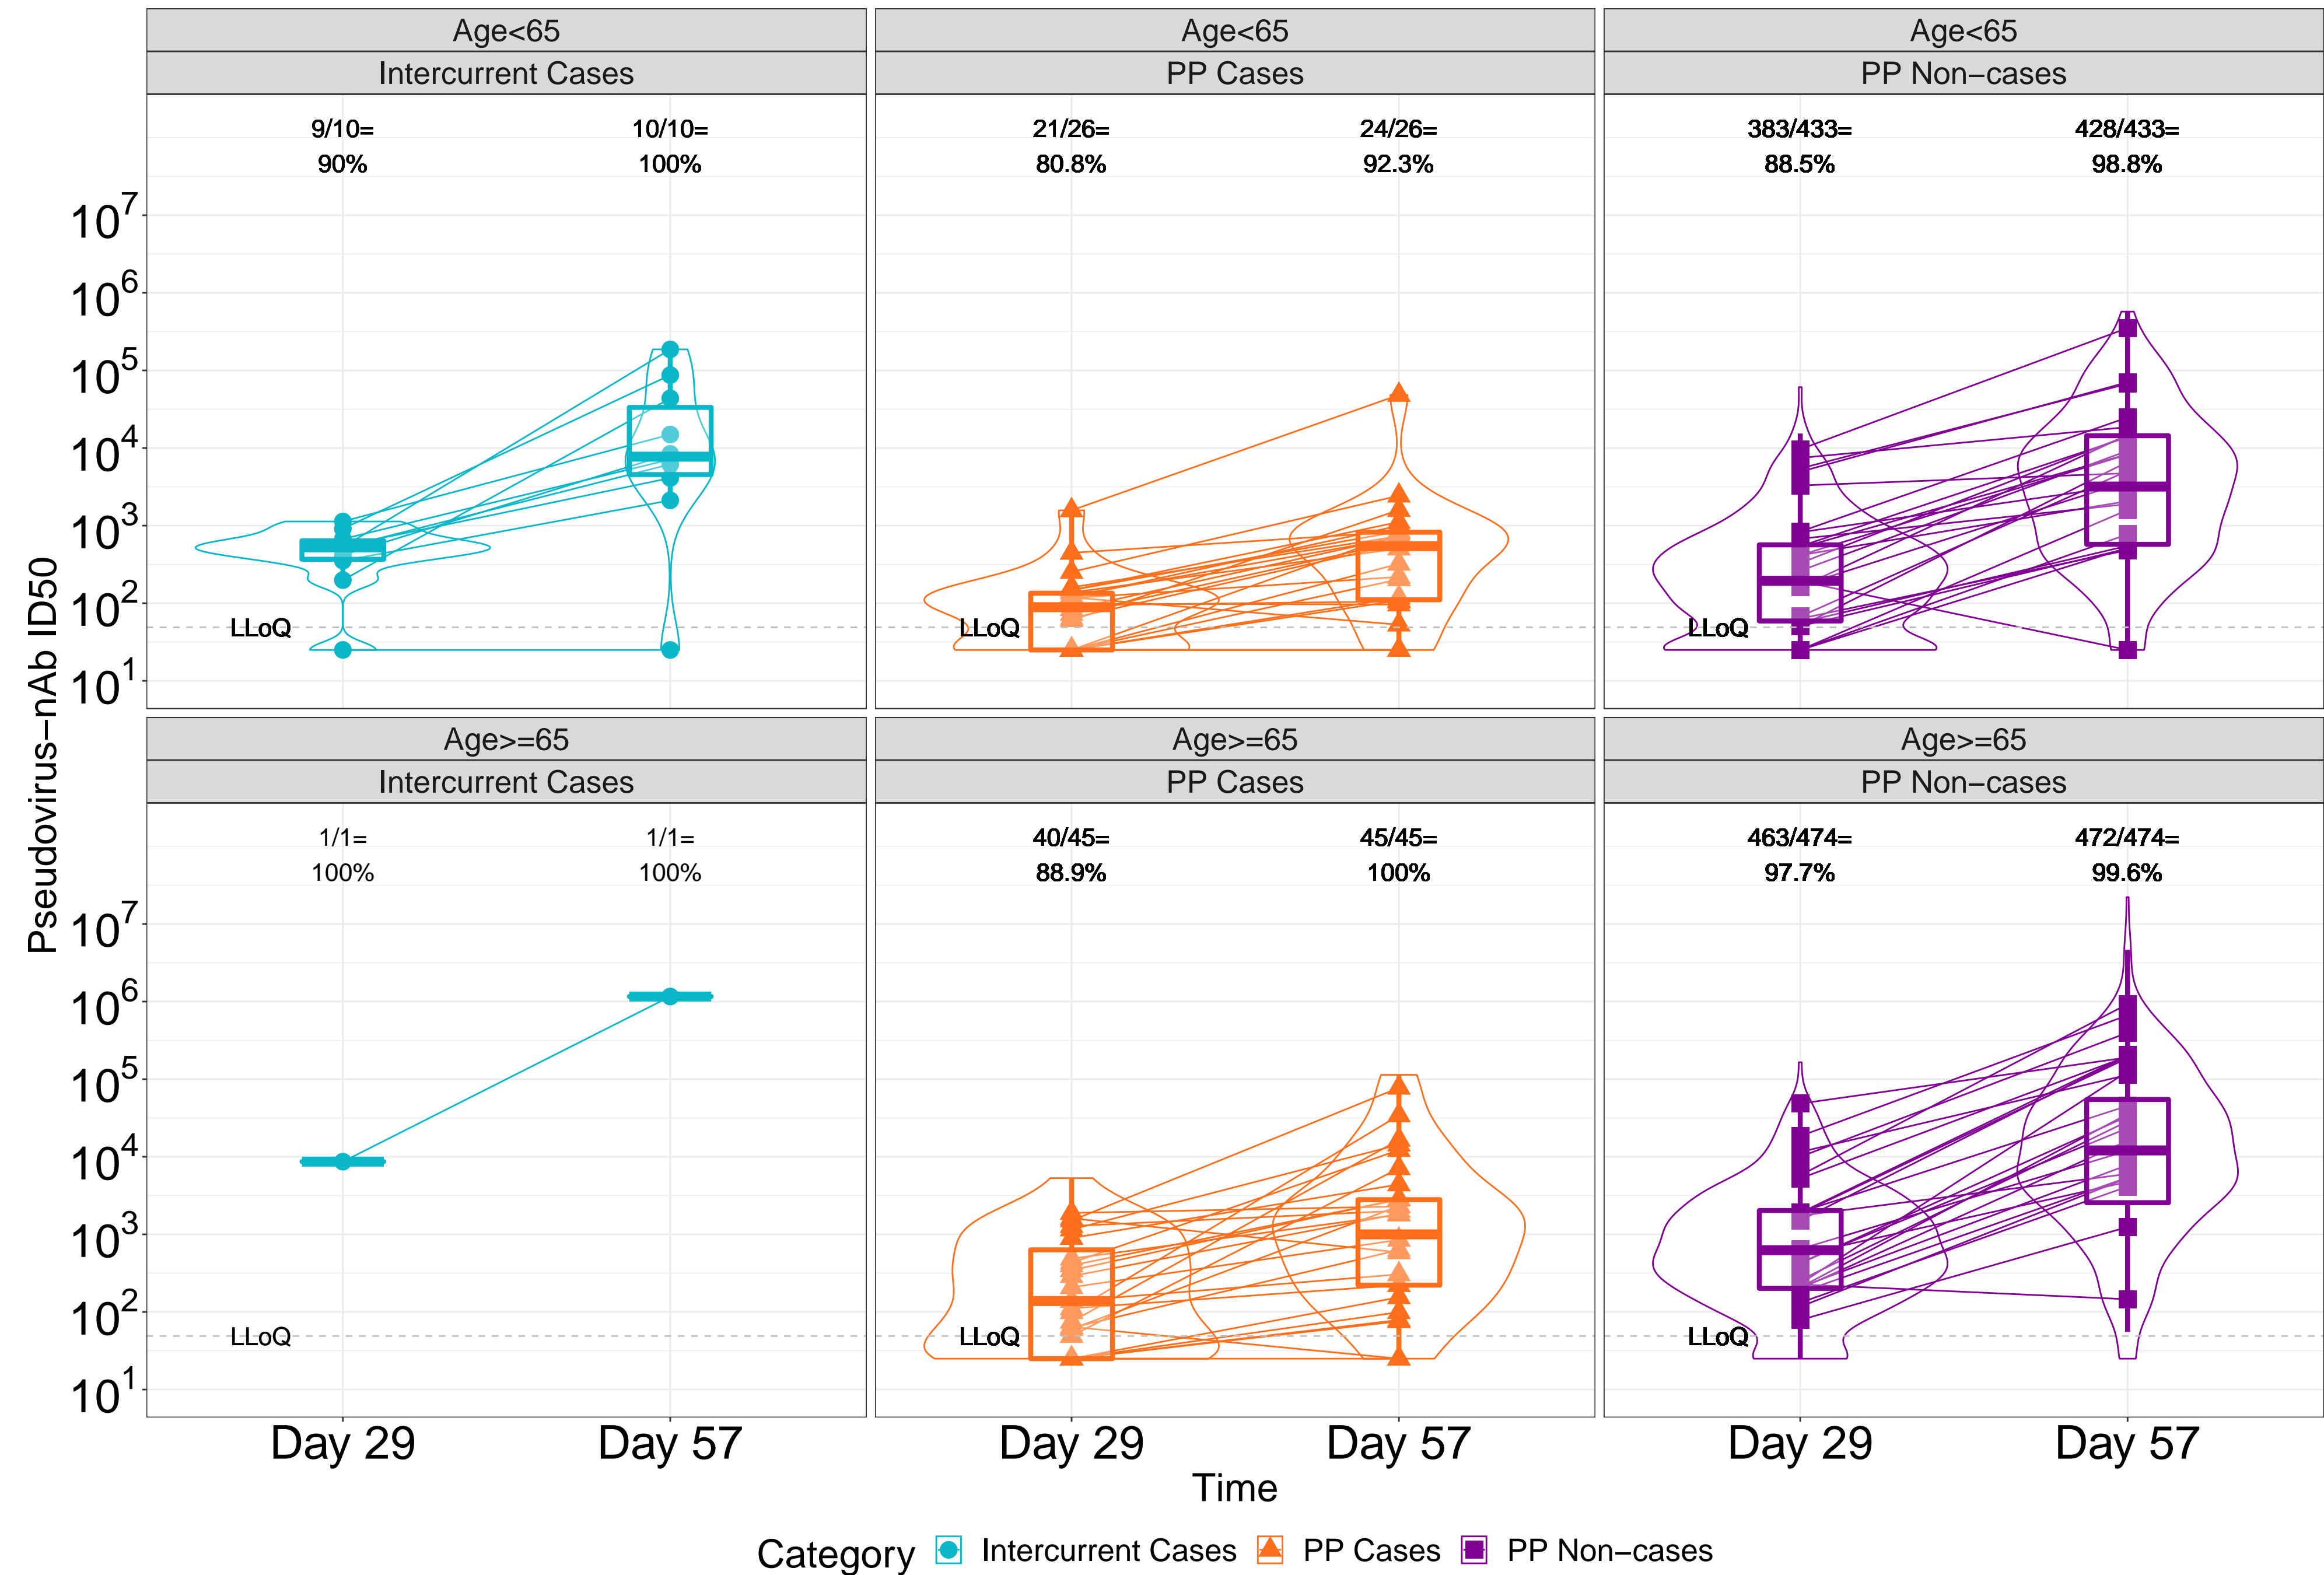 Age<65
Age<65
Age<65
Intercurrent Cases
PP Cases
PP Non−cases
9/10=
90%
10/10=
100%
21/26=
80.8%
24/26=
92.3%
383/433=
88.5%
428/433=
98.8%
10^7
10^6
10^5
10^4
10^3
10^2
10^1
LLoQ
LLoQ
LLoQ
Pseudovirus−nAb ID50
Age>=65
Age>=65
Age>=65
Intercurrent Cases
PP Cases
PP Non−cases
1/1=
100%
1/1=
100%
40/45=
88.9%
45/45=
100%
463/474=
97.7%
472/474=
99.6%
10^7
10^6
10^5
10^4
10^3
10^2
10^1
LLoQ
LLoQ
LLoQ
Day 29
Day 57
Day 29
Day 57
Day 29
Day 57
Time
Category
Intercurrent Cases
PP Cases
PP Non−cases